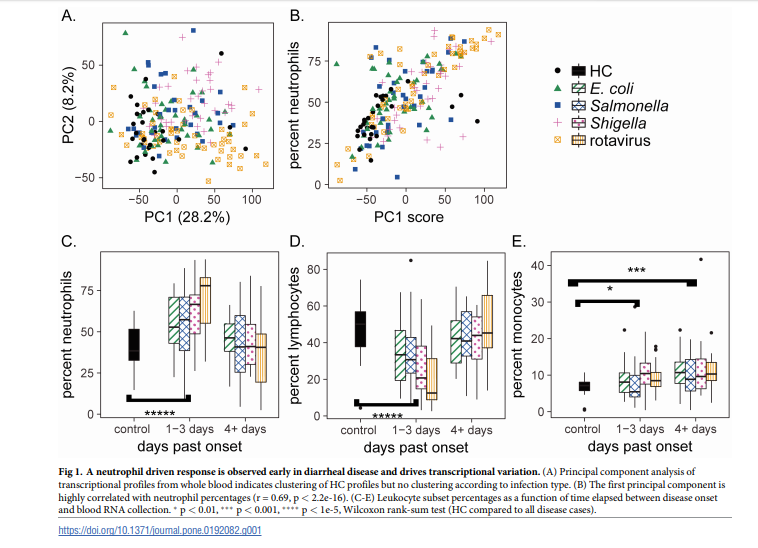 A.
B.
PC2 (8.2%)
50
0
−50
−50 0 50 100
PC1 (28.2%)
percent neutrophils
75
50
25
0
−50 0 50 100
PC1 score
HC
E. coli
Salmonella
Shigella
rotavirus
C.
D.
E.
percent neutrophils
75
50
25
0
*****
control 1−3 days 4+ days
days past onset
percent lymphocytes
80
60
40
20
0
*****
control 1−3 days 4+ days
days past onset
percent monocytes
40
30
20
10
0
***
*
control 1−3 days 4+ days
days past onset
Fig 1. A neutrophil driven response is observed early in diarrheal disease and drives transcriptional variation. (A) Principal component analysis of
transcriptional profiles from whole blood indicates clustering of HC profiles but no clustering according to infection type. (B) The first principal component is
highly correlated with neutrophil percentages (r = 0.69, p < 2.2e-16). (C-E) Leukocyte subset percentages as a function of time elapsed between disease onset
and blood RNA collection. * p < 0.01, *** p < 0.001, **** p < 1e-5, Wilcoxon rank-sum test (HC compared to all disease cases).
https://doi.org/10.1371/journal.pone.0192082.g001